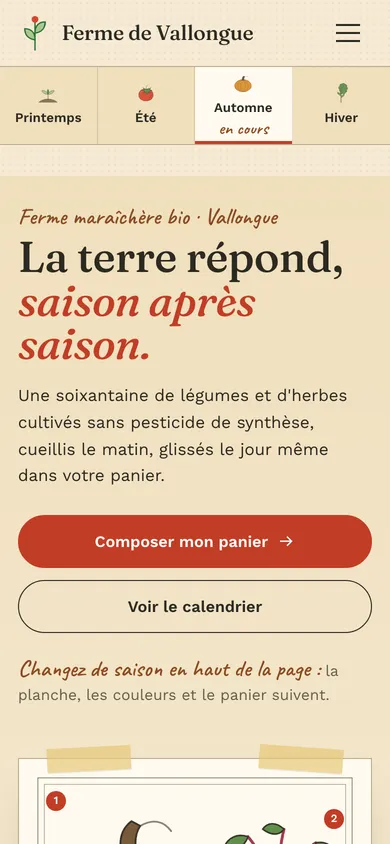 Ferme de Vallongue
Printemps
Été
Automne
en cours
Hiver
Ferme maraîchère bio · Vallongue
La terre répond,
saison après
saison.
Une soixantaine de légumes et d'herbes
cultivés sans pesticide de synthèse,
cueillis le matin, glissés le jour même
dans votre panier.
Composer mon panier →
Voir le calendrier
Changez de saison en haut de la page : la
planche, les couleurs et le panier suivent.
1
2